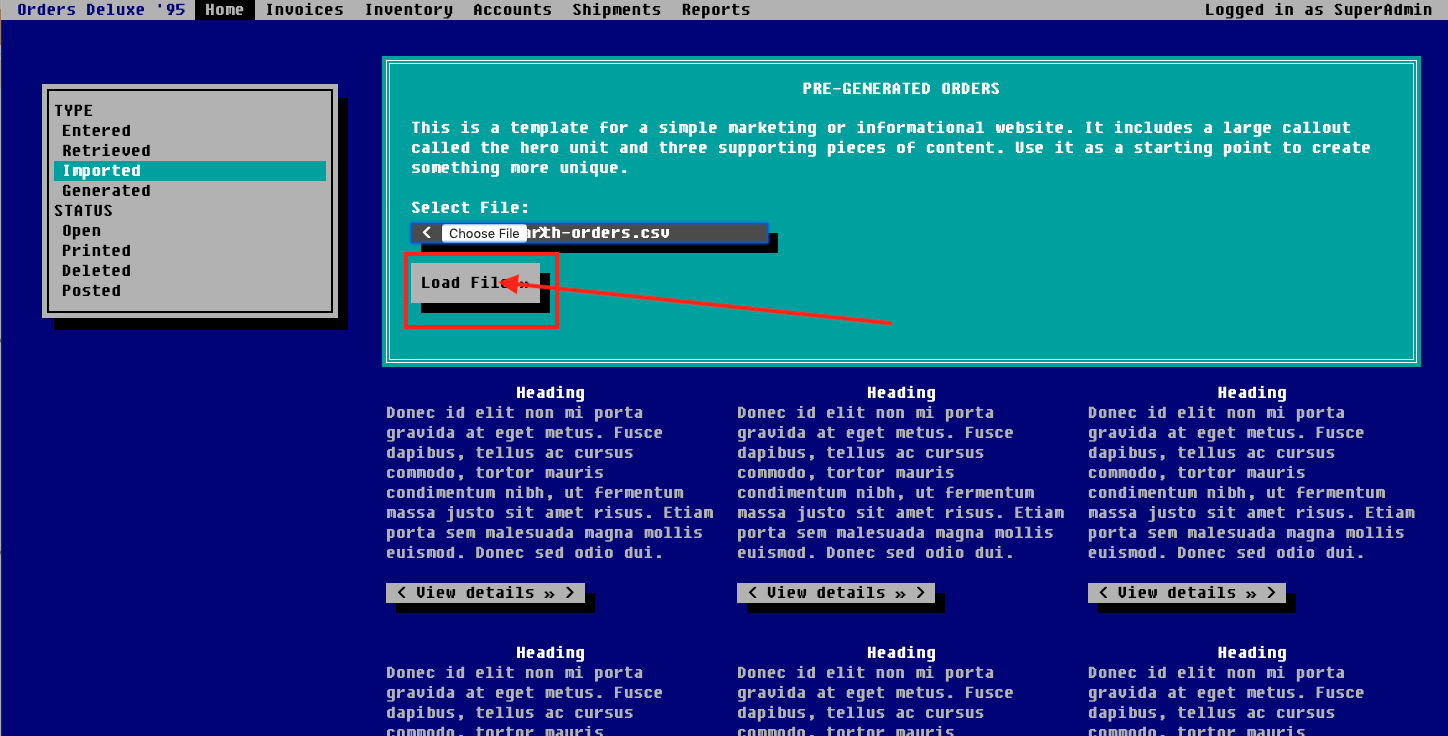 Orders Deluxe '95 Home Invoices Inventory Accounts Shipments Reports Logged in as SuperAdmin
TYPE
Entered
Retrieved
Imported
Generated
STATUS
Open
Printed
Deleted
Posted
PRE-GENERATED ORDERS
This is a template for a simple marketing or informational website. It includes a large callout
called the hero unit and three supporting pieces of content. Use it as a starting point to create
something more unique.
Select File:
< Choose File rth-orders.csv
Load File »
Heading
Donec id elit non mi porta
gravida at eget metus. Fusce
dapibus, tellus ac cursus
commodo, tortor mauris
condimentum nibh, ut fermentum
massa justo sit amet risus. Etiam
porta sem malesuada magna mollis
euismod. Donec sed odio dui.
< View details » >
Heading
Donec id elit non mi porta
gravida at eget metus. Fusce
dapibus, tellus ac cursus
commodo, tortor mauris
condimentum nibh, ut fermentum
massa justo sit amet risus. Etiam
porta sem malesuada magna mollis
euismod. Donec sed odio dui.
< View details » >
Heading
Donec id elit non mi porta
gravida at eget metus. Fusce
dapibus, tellus ac cursus
commodo, tortor mauris
condimentum nibh, ut fermentum
massa justo sit amet risus. Etiam
porta sem malesuada magna mollis
euismod. Donec sed odio dui.
< View details » >
Heading
Donec id elit non mi porta
gravida at eget metus. Fusce
dapibus, tellus ac cursus
commodo, tortor mauris
Heading
Donec id elit non mi porta
gravida at eget metus. Fusce
dapibus, tellus ac cursus
commodo, tortor mauris
Heading
Donec id elit non mi porta
gravida at eget metus. Fusce
dapibus, tellus ac cursus
commodo, tortor mauris